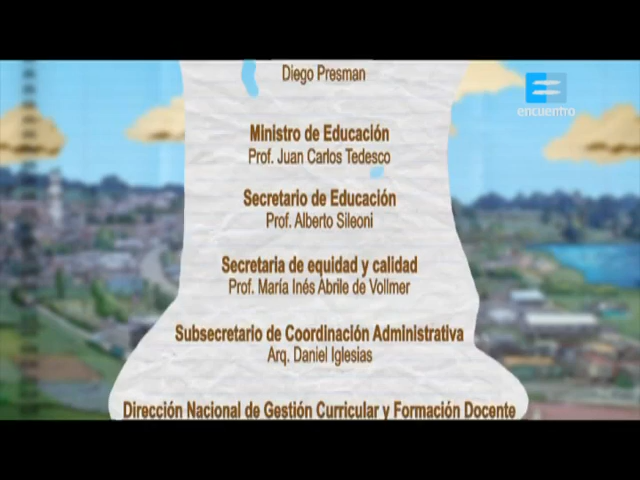 Diego Presman
encuentro
Ministro de Educación
Prof. Juan Carlos Tedesco
Secretario de Educación
Prof. Alberto Sileoni
Secretaria de equidad y calidad
Prof. María Inés Abrile de Vollmer
Subsecretario de Coordinación Administrativa
Arq. Daniel Iglesias
Dirección Nacional de Gestión Curricular y Formación Docente